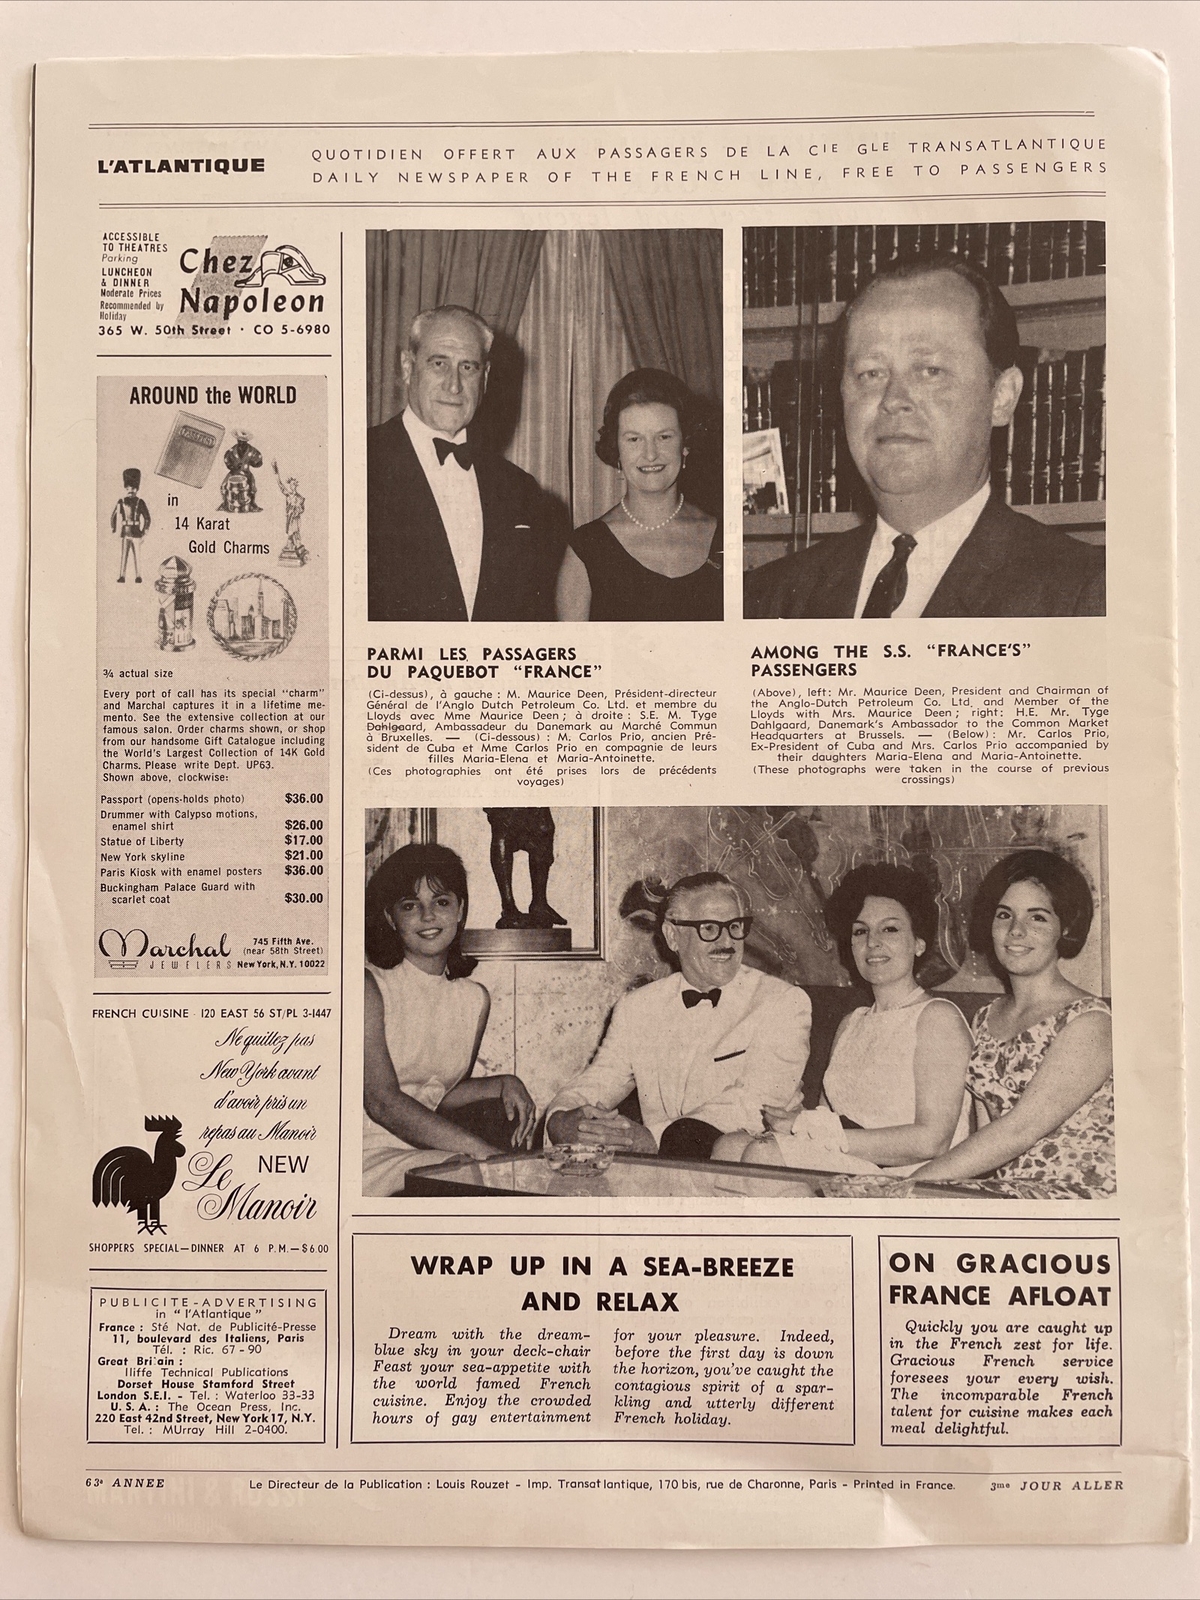 L'ATLANTIQUE
QUOTIDIEN OFFERT AUX PASSAGERS DE LA CIE GLE TRANSATLANTIQUE
DAILY NEWSPAPER OF THE FRENCH LINE, FREE TO PASSENGERS
ACCESSIBLE
TO THEATRES
Parking
LUNCHEON
& DINNER
Moderate Prices
Recommended by
Holiday
Chez
Napoleon
365 W. 50th Street · CO 5-6980
AROUND the WORLD
PASSPORT
in
14 Karat
Gold Charms
¾ actual size
Every port of call has its special "charm"
and Marchal captures it in a lifetime me-
mento. See the extensive collection at our
famous salon. Order charms shown, or shop
from our handsome Gift Catalogue including
the World's Largest Collection of 14K Gold
Charms. Please write Dept. UP63.
Shown above, clockwise:
Passport (opens-holds photo) $36.00
Drummer with Calypso motions,
enamel shirt $26.00
Statue of Liberty $17.00
New York skyline $21.00
Paris Kiosk with enamel posters $36.00
Buckingham Palace Guard with
scarlet coat $30.00
Marchal
JEWELERS
745 Fifth Ave.
(near 58th Street)
New York, N.Y. 10022
FRENCH CUISINE 120 EAST 56 ST/PL 3-1447
Ne quittez pas
New York avant
d'avoir pris un
repas au Manoir
NEW
Le
Manoir
SHOPPERS SPECIAL—DINNER AT 6 P.M.—$6.00
PUBLICITE-ADVERTISING
in "l'Atlantique"
France : Sté Nat. de Publicité-Presse
11, boulevard des Italiens, Paris
Tél. : Ric. 67-90
Great Britain :
Iliffe Technical Publications
Dorset House Stamford Street
London S.E.I. - Tel. : Waterloo 33-33
U.S.A. : The Ocean Press, Inc.
220 East 42nd Street, New York 17, N.Y.
Tel. : MUrray Hill 2-0400.
PARMI LES PASSAGERS
DU PAQUEBOT "FRANCE"
(Ci-dessus), à gauche : M. Maurice Deen, Président-directeur
Général de l'Anglo Dutch Petroleum Co. Ltd. et membre du
Lloyds avec Mme Maurice Deen ; à droite : S.E. M. Tyge
Dahlgaard, Ambassadeur du Danemark au Marché Commun
à Bruxelles. — (Ci-dessous) : M. Carlos Prio, ancien Pré-
sident de Cuba et Mme Carlos Prio en compagnie de leurs
filles Maria-Elena et Maria-Antoinette.
(Ces photographies ont été prises lors de précédents
voyages)
AMONG THE S.S. "FRANCE'S"
PASSENGERS
(Above), left: Mr. Maurice Deen, President and Chairman of
the Anglo-Dutch Petroleum Co. Ltd, and Member of the
Lloyds with Mrs. Maurice Deen ; right: H.E. Mr. Tyge
Dahlgaard, Danemark's Ambassador to the Common Market
Headquarters at Brussels. — (Below) : Mr. Carlos Prio,
Ex-President of Cuba and Mrs. Carlos Prio accompanied by
their daughters Maria-Elena and Maria-Antoinette.
(These photographs were taken in the course of previous
crossings)
WRAP UP IN A SEA-BREEZE
AND RELAX
Dream with the dream-
blue sky in your deck-chair
Feast your sea-appetite with
the world famed French
cuisine. Enjoy the crowded
hours of gay entertainment
for your pleasure. Indeed,
before the first day is down
the horizon, you've caught the
contagious spirit of a spar-
kling and utterly different
French holiday.
ON GRACIOUS
FRANCE AFLOAT
Quickly you are caught up
in the French zest for life.
Gracious French service
foresees your every wish.
The incomparable French
talent for cuisine makes each
meal delightful.
63e ANNEE
Le Directeur de la Publication : Louis Rouzet - Imp. Transatlantique, 170 bis, rue de Charonne, Paris - Printed in France.
3me JOUR ALLER